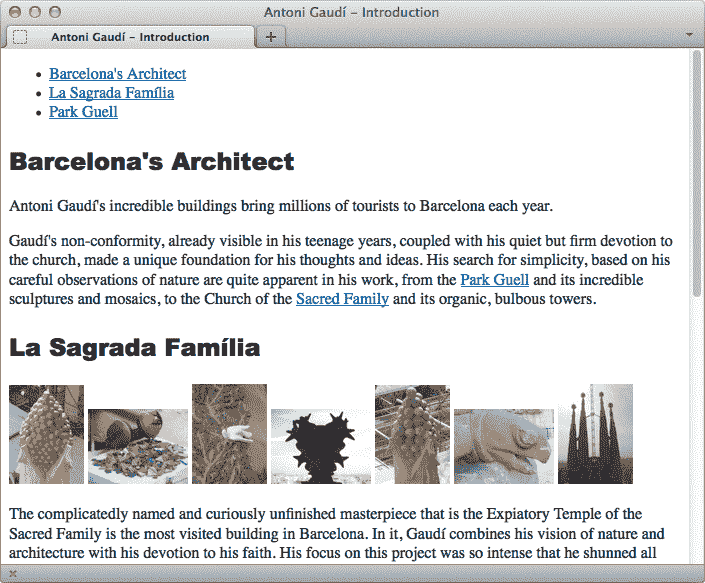 Antoni Gaudí – Introduction
Antoni Gaudí – Introduction
Barcelona's Architect
La Sagrada Família
Park Guell
Barcelona's Architect
Antoni Gaudí's incredible buildings bring millions of tourists to Barcelona each year.
Gaudí's non-conformity, already visible in his teenage years, coupled with his quiet but firm devotion to
the church, made a unique foundation for his thoughts and ideas. His search for simplicity, based on his
careful observations of nature are quite apparent in his work, from the Park Guell and its incredible
sculptures and mosaics, to the Church of the Sacred Family and its organic, bulbous towers.
La Sagrada Família
The complicatedly named and curiously unfinished masterpiece that is the Expiatory Temple of the
Sacred Family is the most visited building in Barcelona. In it, Gaudí combines his vision of nature and
architecture with his devotion to his faith. His focus on this project was so intense that he shunned all